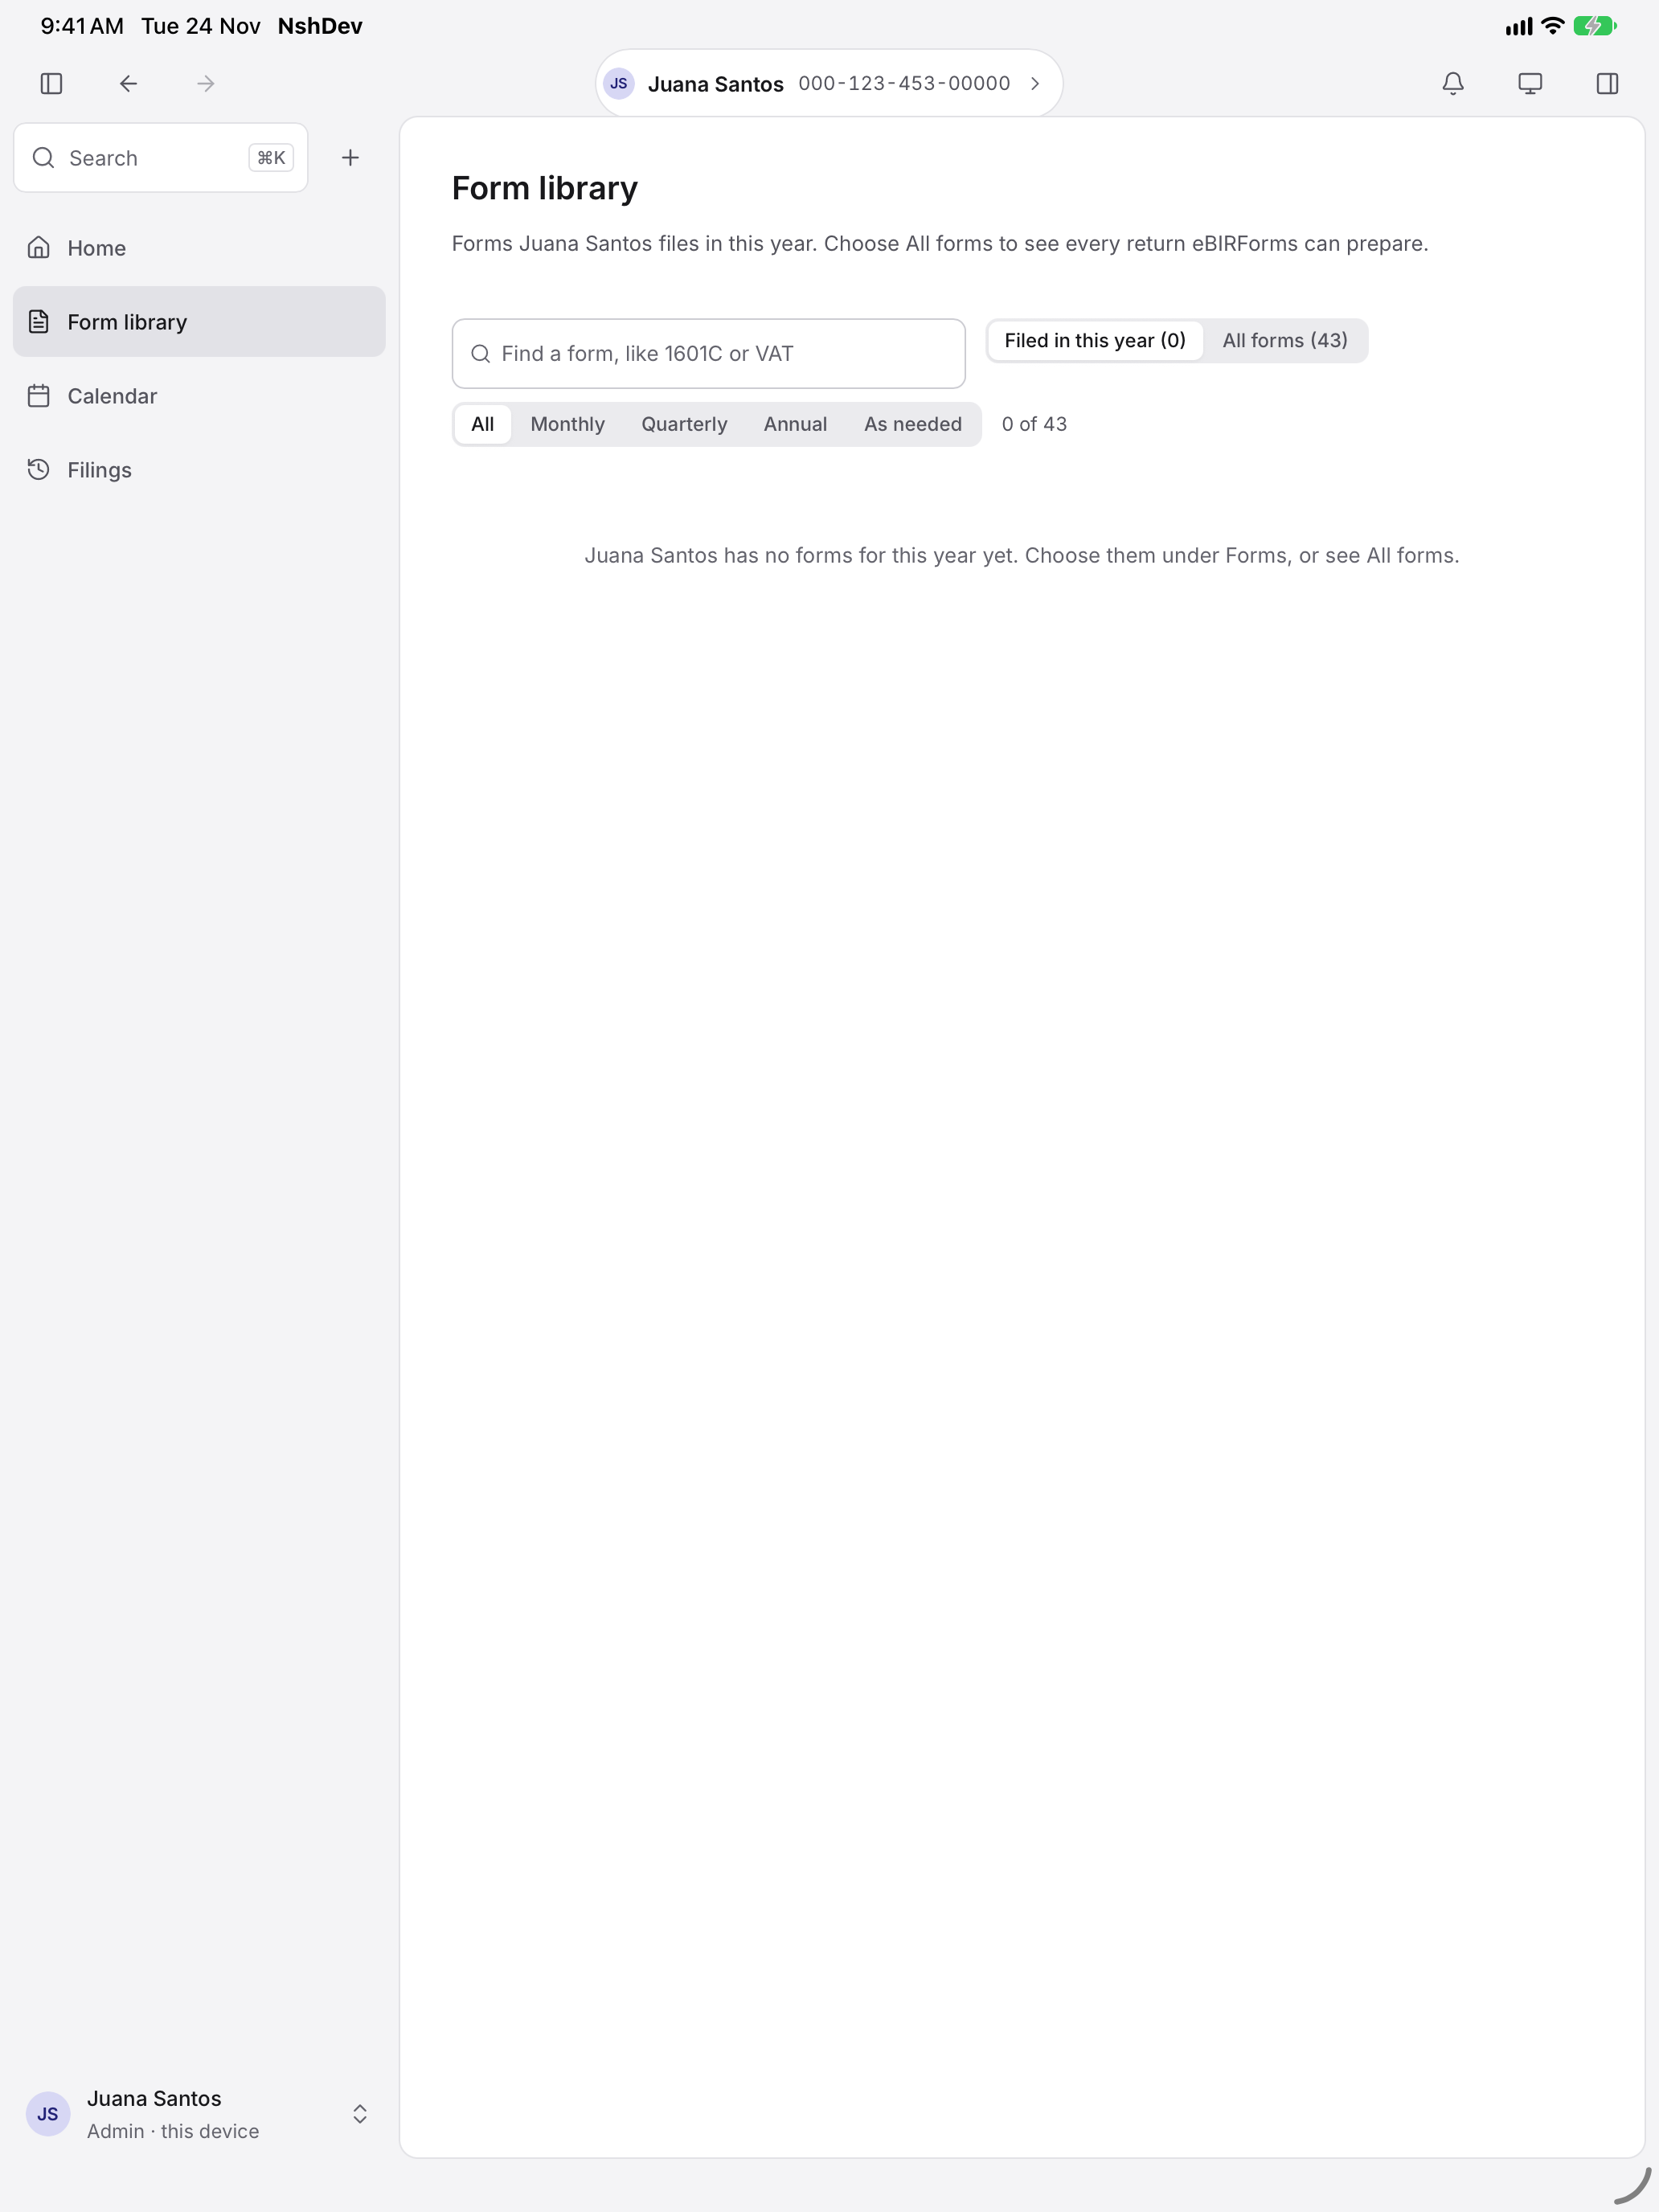 9:41 AM Tue 24 Nov NshDev
JS Juana Santos 000-123-453-00000
Search ⌘K
Home
Form library
Calendar
Filings
Form library
Forms Juana Santos files in this year. Choose All forms to see every return eBIRForms can prepare.
Find a form, like 1601C or VAT
Filed in this year (0) All forms (43)
All Monthly Quarterly Annual As needed 0 of 43
Juana Santos has no forms for this year yet. Choose them under Forms, or see All forms.
JS Juana Santos
Admin · this device